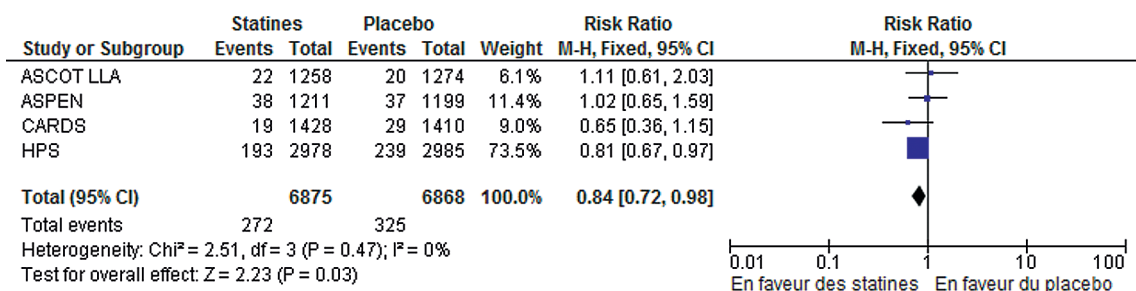 Statines Placebo Risk Ratio Risk Ratio
Study or Subgroup Events Total Events Total Weight M-H, Fixed, 95% CI M-H, Fixed, 95% CI
ASCOT LLA 22 1258 20 1274 6.1% 1.11 [0.61, 2.03]
ASPEN 38 1211 37 1199 11.4% 1.02 [0.65, 1.59]
CARDS 19 1428 29 1410 9.0% 0.65 [0.36, 1.15]
HPS 193 2978 239 2985 73.5% 0.81 [0.67, 0.97]
Total (95% CI) 6875 6868 100.0% 0.84 [0.72, 0.98]
Total events 272 325
Heterogeneity: Chi² = 2.51, df = 3 (P = 0.47); I² = 0%
Test for overall effect: Z = 2.23 (P = 0.03)
0.01 0.1 1 10 100
En faveur des statines En faveur du placebo